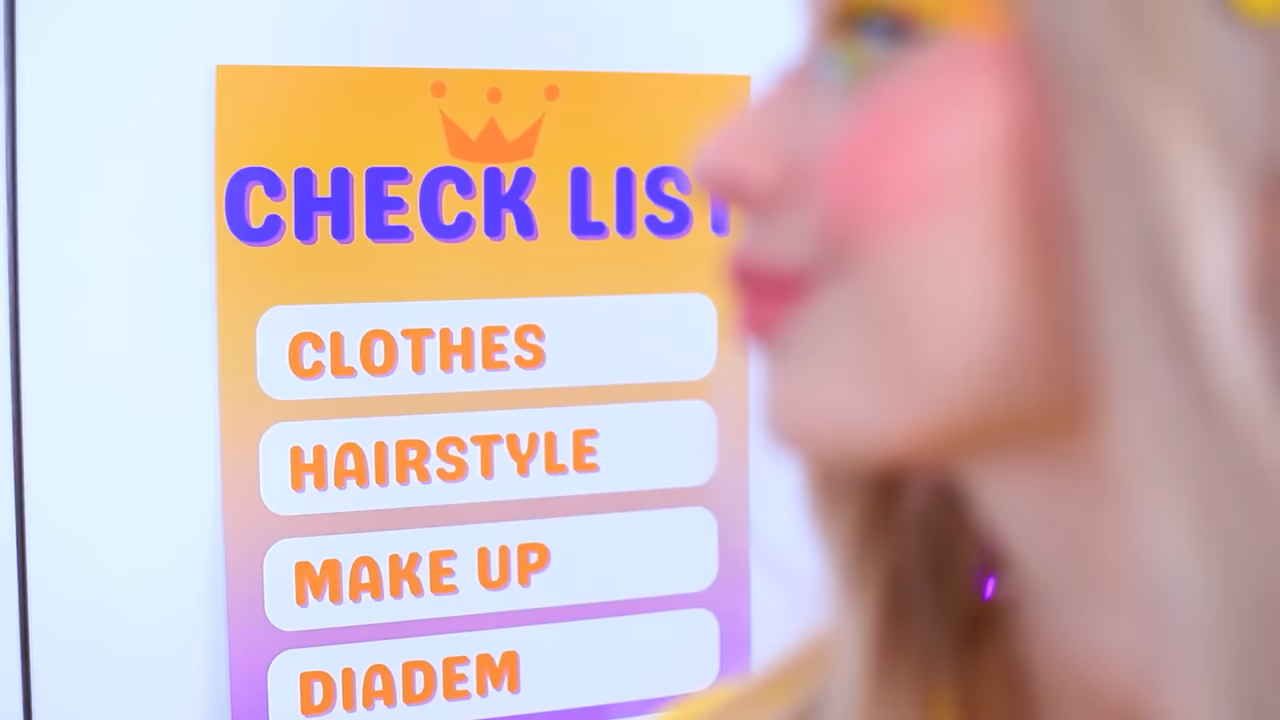 CHECK LIST
CLOTHES
HAIRSTYLE
MAKE UP
DIADEM